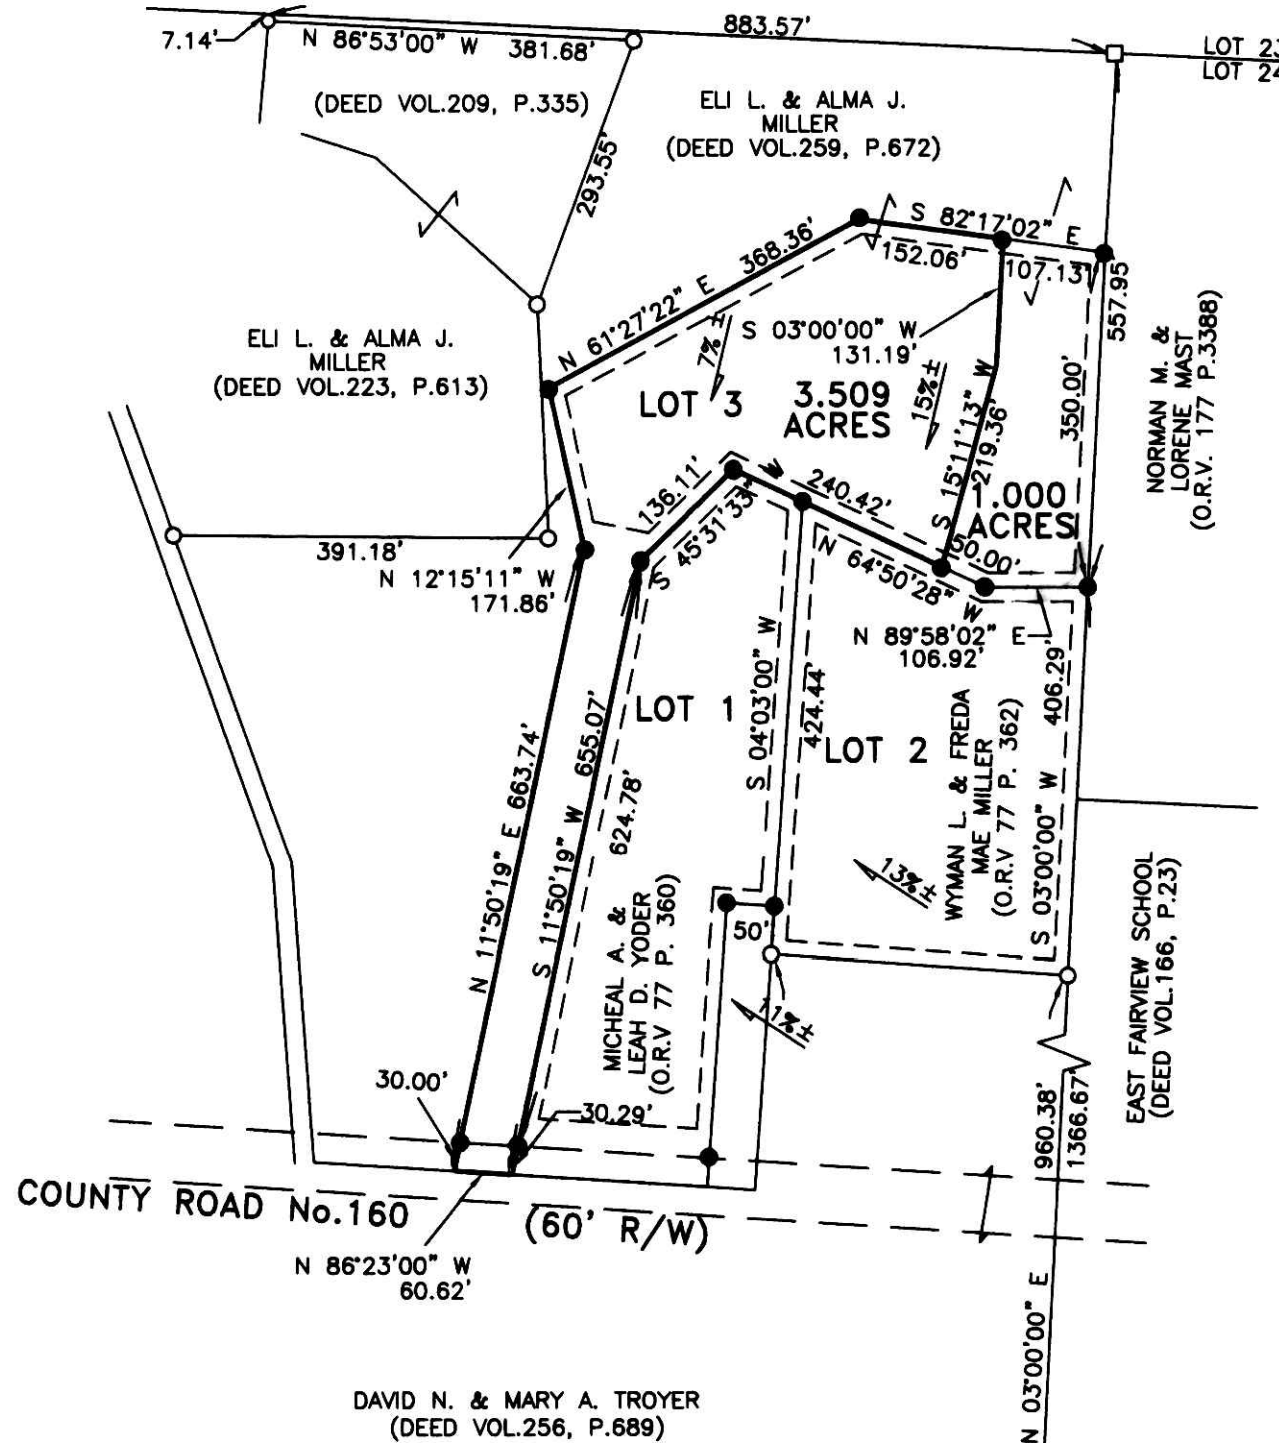 7.14'
N 86°53'00" W 381.68'
883.57'
LOT 23
LOT 24
(DEED VOL.209, P.335)
ELI L. & ALMA J.
MILLER
(DEED VOL.259, P.672)
293.55'
S 82°17'02" E
152.06'
107.13'
N 61°27'22" E 368.36'
557.95
ELI L. & ALMA J.
MILLER
(DEED VOL.223, P.613)
7%±
S 03°00'00" W
131.19'
15%±
LOT 3
3.509
ACRES
S 15°11'13" W
219.36'
350.00'
NORMAN M. &
LORENE MAST
(O.R.V. 177 P.3388)
1.000
ACRES
136.11'
S 45°31'33" W
240.42'
N 64°50'28" W
50.00'
391.18'
N 12°15'11" W
171.86'
N 89°58'02" E
106.92'
LOT 1
S 04°03'00" W
424.44'
LOT 2
WYMAN L. & FREDA
MAE MILLER
(O.R.V 77 P. 362)
406.29'
S 03°00'00" W
N 11°50'19" E 663.74'
S 11°50'19" W 655.07'
624.78'
13%±
MICHEAL A. &
LEAH D. YODER
(O.R.V 77 P. 360)
50'
11%±
EAST FAIRVIEW SCHOOL
(DEED VOL.166, P.23)
30.00'
30.29'
960.38'
1366.67'
COUNTY ROAD No.160 (60' R/W)
N 86°23'00" W
60.62'
N 03°00'00" E
DAVID N. & MARY A. TROYER
(DEED VOL.256, P.689)